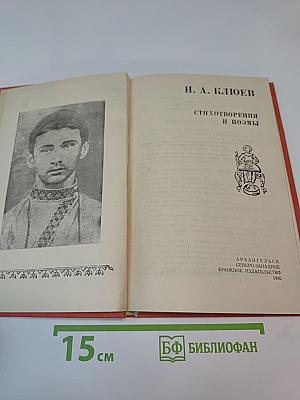 Н. А. КЛЮЕВ
СТИХОТВОРЕНИЯ
И ПОЭМЫ
АРХАНГЕЛЬСК
СЕВЕРО-ЗАПАДНОЕ
КНИЖНОЕ ИЗДАТЕЛЬСТВО
1986
15 см
БФ БИБЛИОФАН